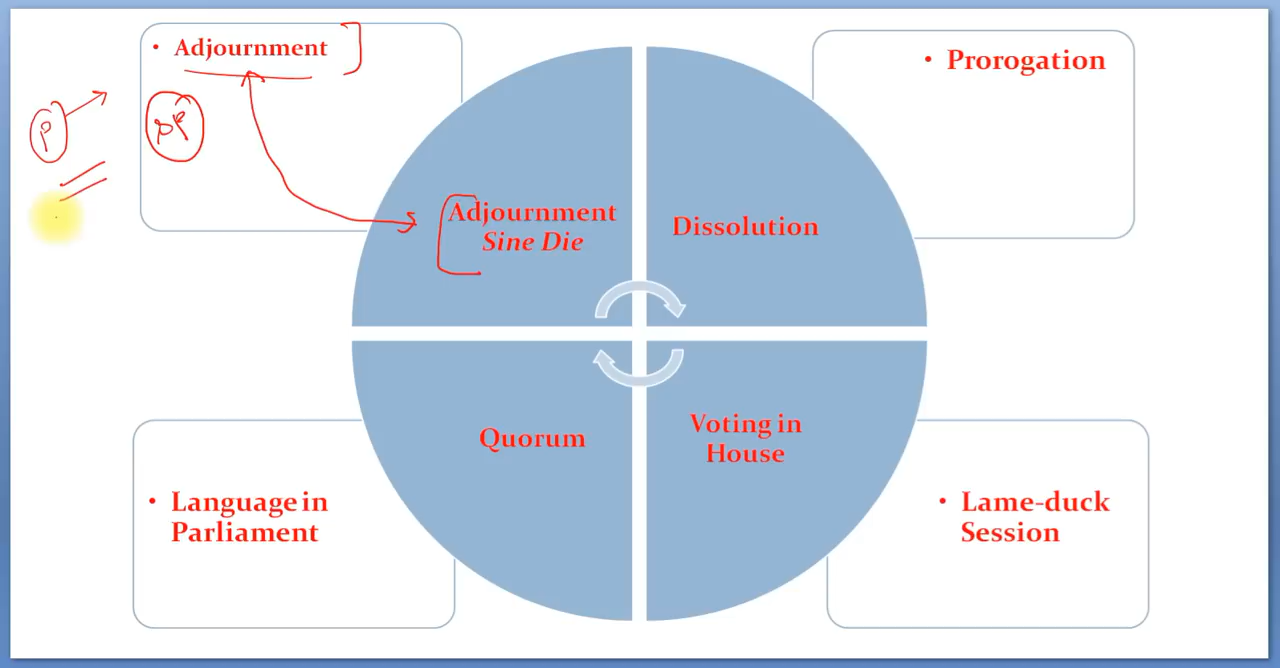 • Adjournment
• Prorogation
P
Adjournment
Sine Die
Dissolution
Quorum
Voting in
House
• Language in
Parliament
• Lame-duck
Session